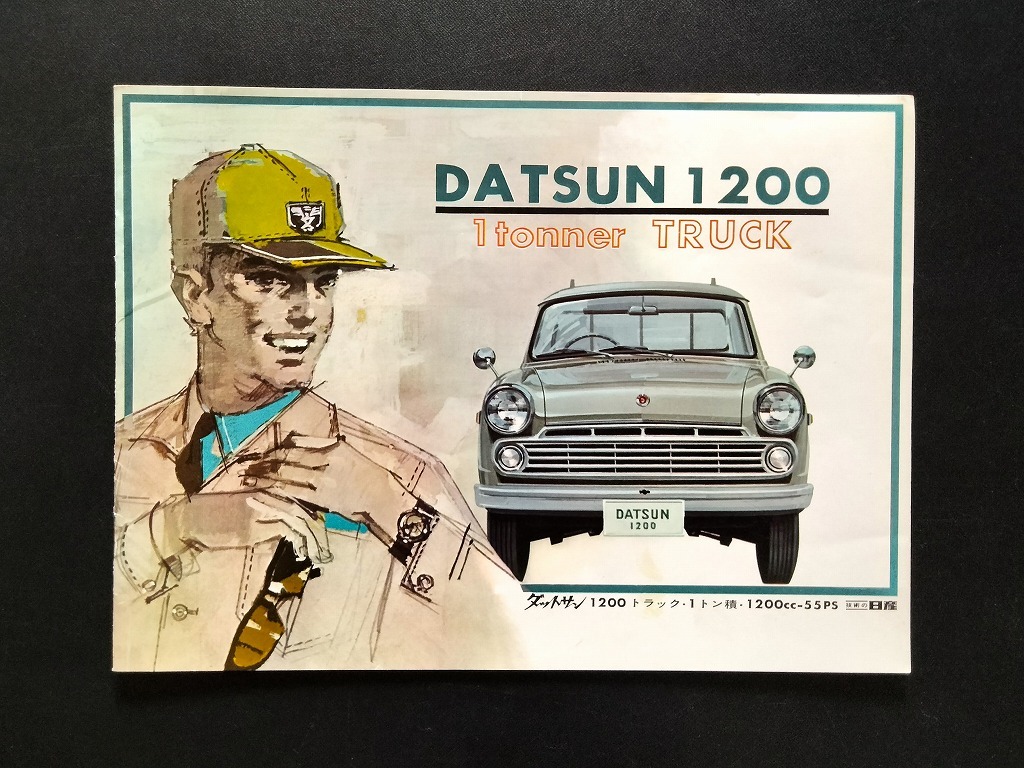 DATSUN 1200
1tonner TRUCK
DATSUN
1200
ダットサン 1200 トラック・1トン積・1200cc-55PS 技術の 日産